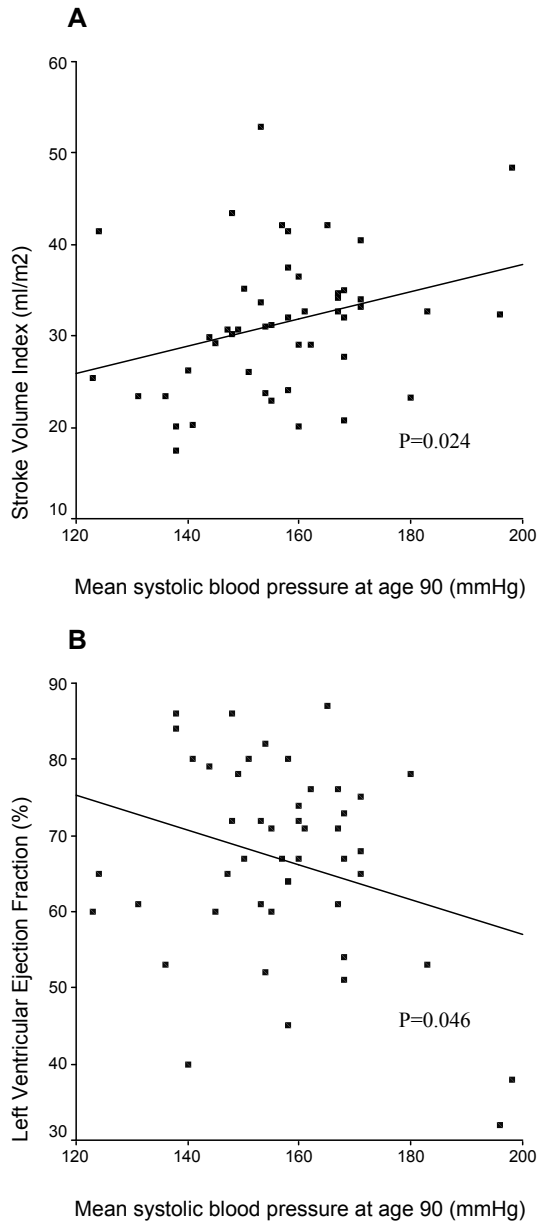 A
Stroke Volume Index (ml/m2)
60
50
40
30
20
10
P=0.024
120
140
160
180
200
Mean systolic blood pressure at age 90 (mmHg)
B
Left Ventricular Ejection Fraction (%)
90
80
70
60
50
40
30
P=0.046
120
140
160
180
200
Mean systolic blood pressure at age 90 (mmHg)